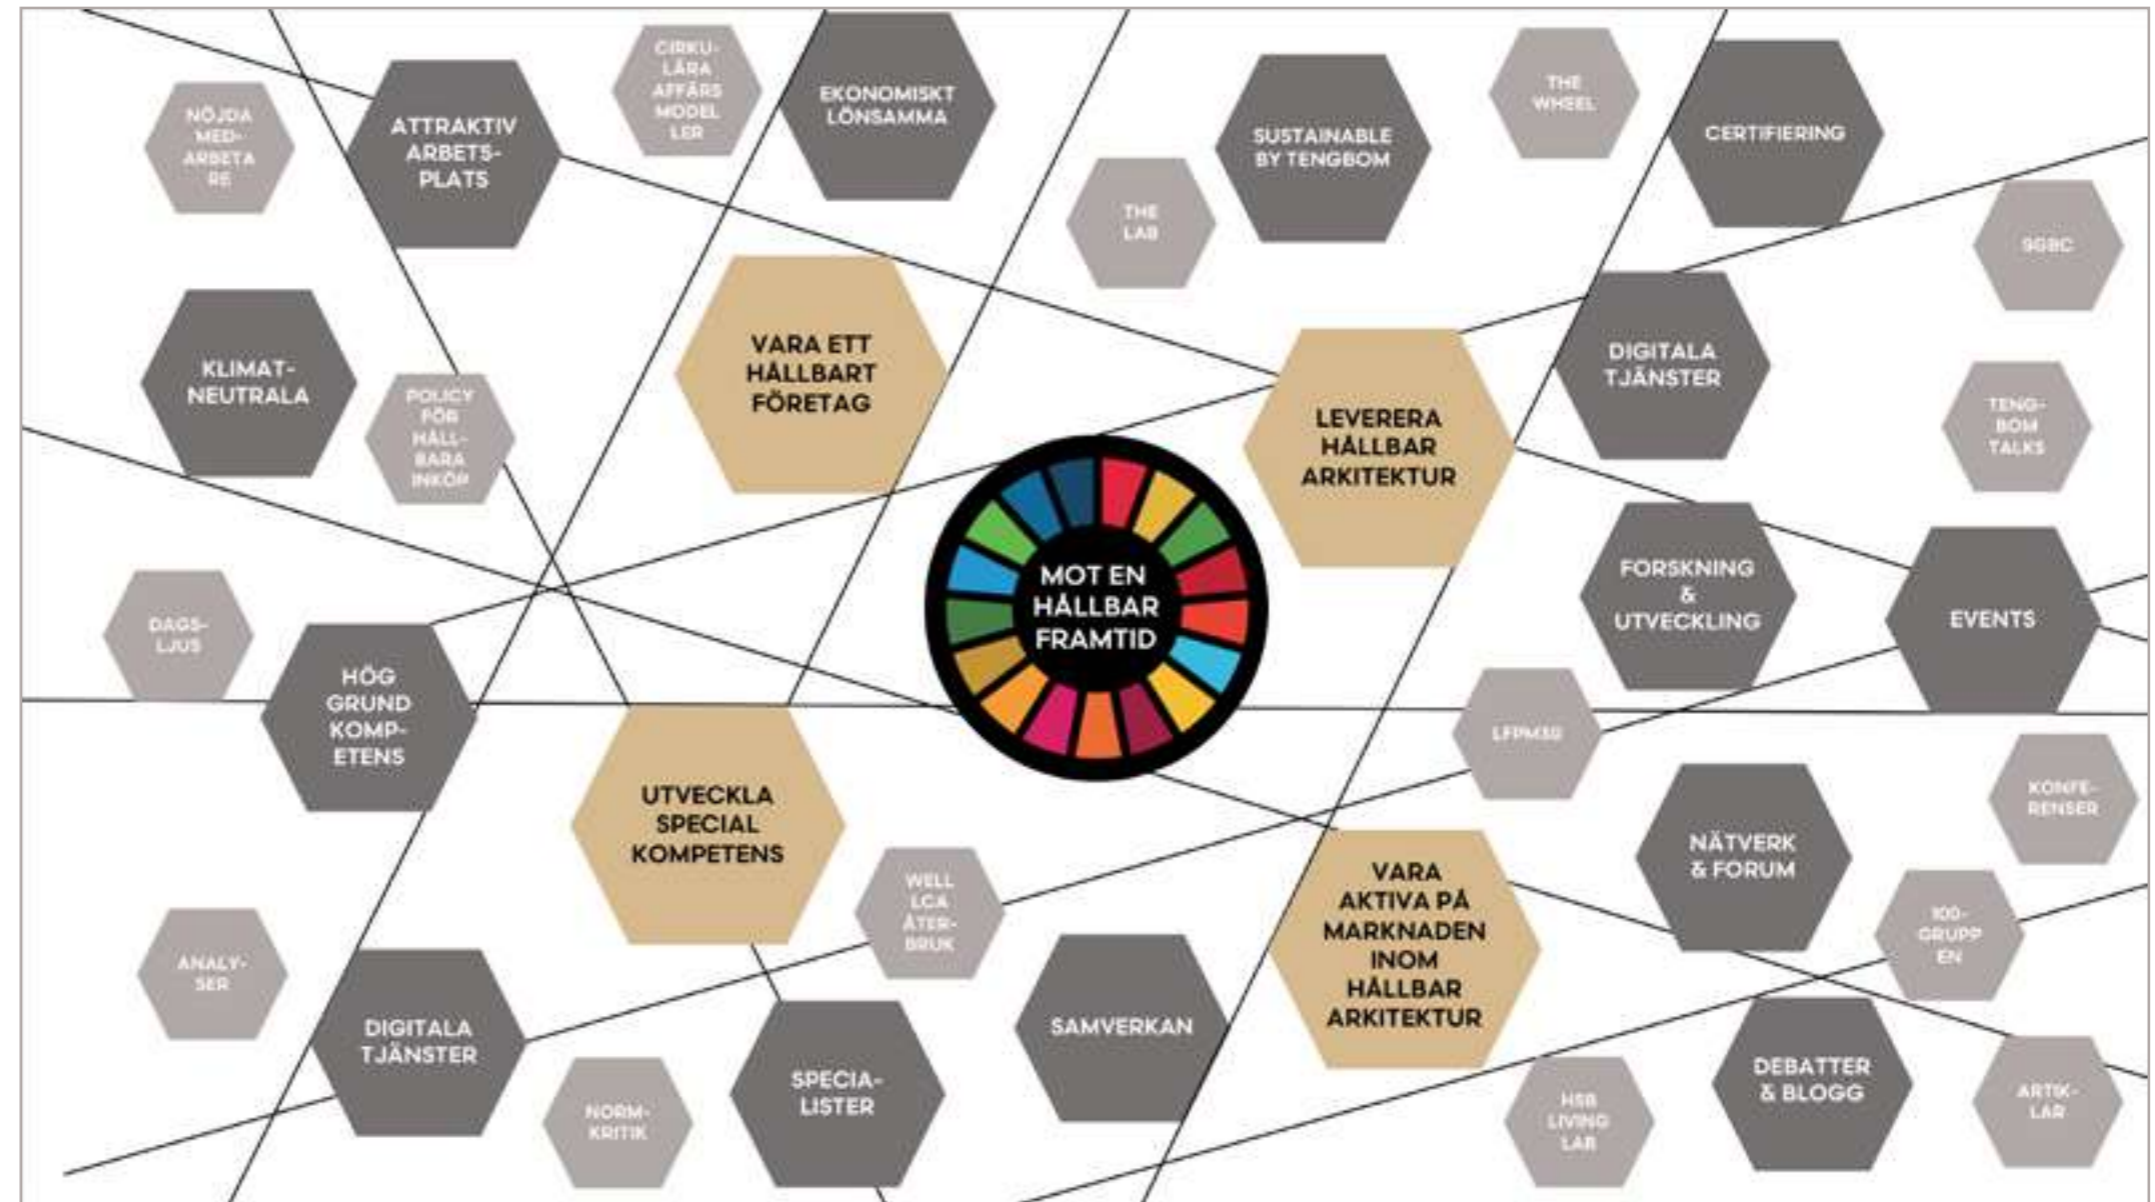 NÖJDA
MED-
ARBETA
RE
ATTRAKTIV
ARBETS-
PLATS
CIRKU-
LÄRA
AFFÄRS
MODEL
LER
EKONOMISKT
LÖNSAMMA
THE
LAB
SUSTAINABLE
BY TENGBOM
THE
WHEEL
CERTIFIERING
SGBC
KLIMAT-
NEUTRALA
POLICY
FÖR
HÅLL-
BARA
INKÖP
VARA ETT
HÅLLBART
FÖRETAG
LEVERERA
HÅLLBAR
ARKITEKTUR
DIGITALA
TJÄNSTER
TENG-
BOM
TALKS
MOT EN
HÅLLBAR
FRAMTID
FORSKNING
&
UTVECKLING
EVENTS
DAGS-
LJUS
HÖG
GRUND
KOMP-
ETENS
UTVECKLA
SPECIAL
KOMPETENS
LFM30
NÄTVERK
& FORUM
KONFE-
RENSER
WELL
LCA
ÅTER-
BRUK
VARA
AKTIVA PÅ
MARKNADEN
INOM
HÅLLBAR
ARKITEKTUR
100-
GRUPP
EN
ANALY-
SER
DIGITALA
TJÄNSTER
NORM-
KRITIK
SPECIA-
LISTER
SAMVERKAN
HSB
LIVING
LAB
DEBATTER
& BLOGG
ARTIK-
LAR